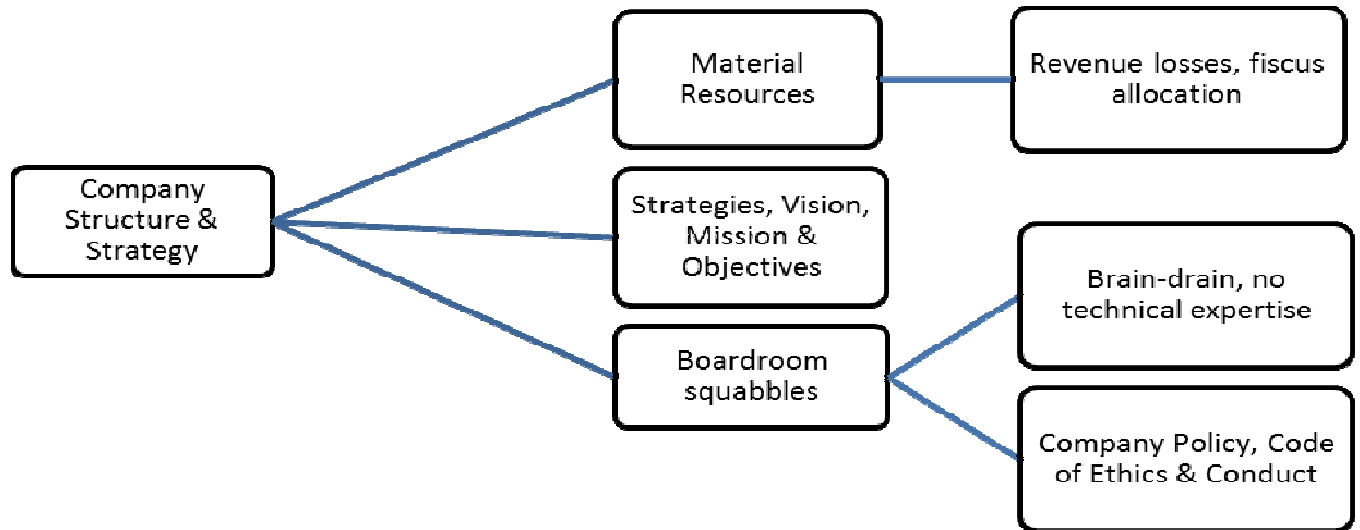 Company
Structure &
Strategy
Material
Resources
Revenue losses, fiscus
allocation
Strategies, Vision,
Mission &
Objectives
Boardroom
squabbles
Brain-drain, no
technical expertise
Company Policy, Code
of Ethics & Conduct